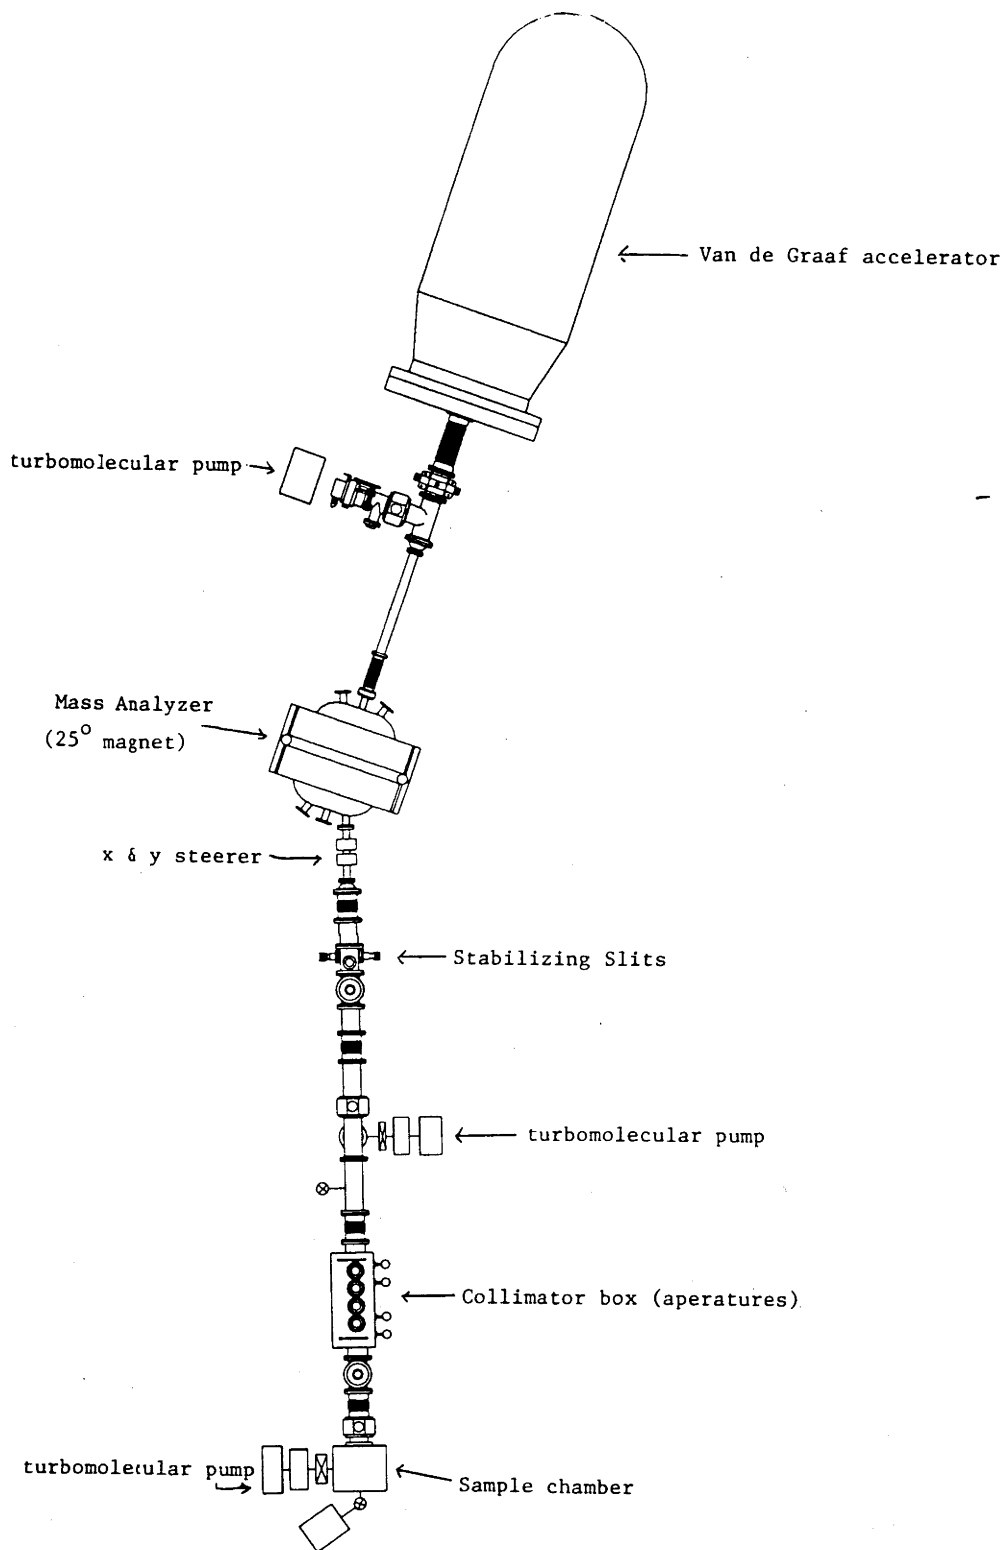 Van de Graaf accelerator
turbomolecular pump
Mass Analyzer
(25° magnet)
x & y steerer
Stabilizing Slits
turbomolecular pump
Collimator box (aperatures)
turbomolecular pump
Sample chamber